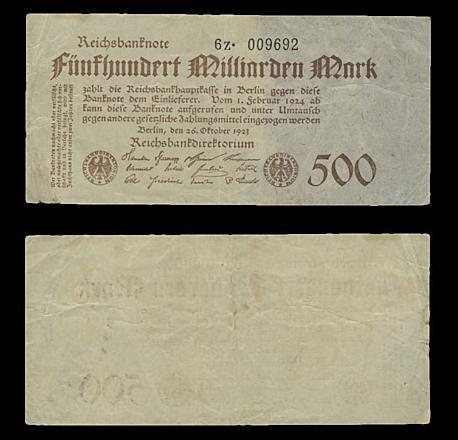 Reichsbanknote
6Z· 009692
Fünfhundert Milliarden Mark
zahlt die Reichsbankhauptkasse in Berlin gegen diese
Banknote dem Einlieferer. Vom 1. Februar 1924 ab
kann diese Banknote aufgerufen und unter Umtausch
gegen andere gesetzliche Zahlungsmittel eingezogen werden
Berlin, den 26. Oktober 1923
Reichsbankdirektorium
500